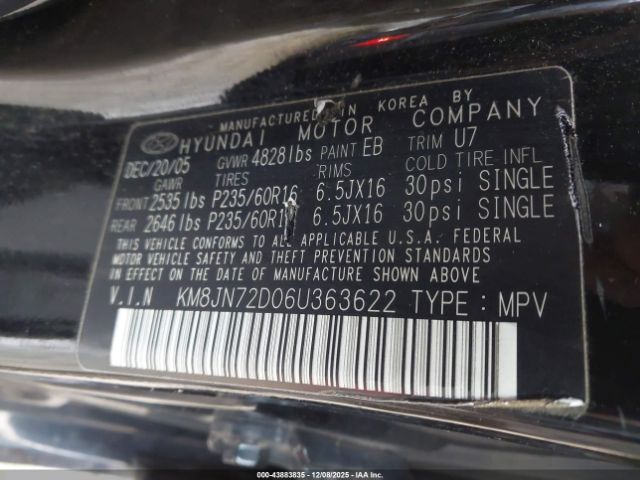 MANUFACTURED IN KOREA BY
HYUNDAI MOTOR COMPANY
DEC/20/05 GVWR 4828lbs PAINT EB TRIM U7
GAWR TIRES RIMS COLD TIRE INFL
FRONT 2535lbs P235/60R16 6.5JX16 30psi SINGLE
REAR 2646lbs P235/60R1 6.5JX16 30psi SINGLE
THIS VEHICLE CONFORMS TO ALL APPLICABLE U.S.A. FEDERAL
MOTOR VEHICLE SAFETY AND THEFT PREVENTION STANDARDS
IN EFFECT ON THE DATE OF MANUFACTURE SHOWN ABOVE.
V.I.N KM8JN72D06U363622 TYPE : MPV
000-43883835 - 12/08/2025 - IAA Inc.